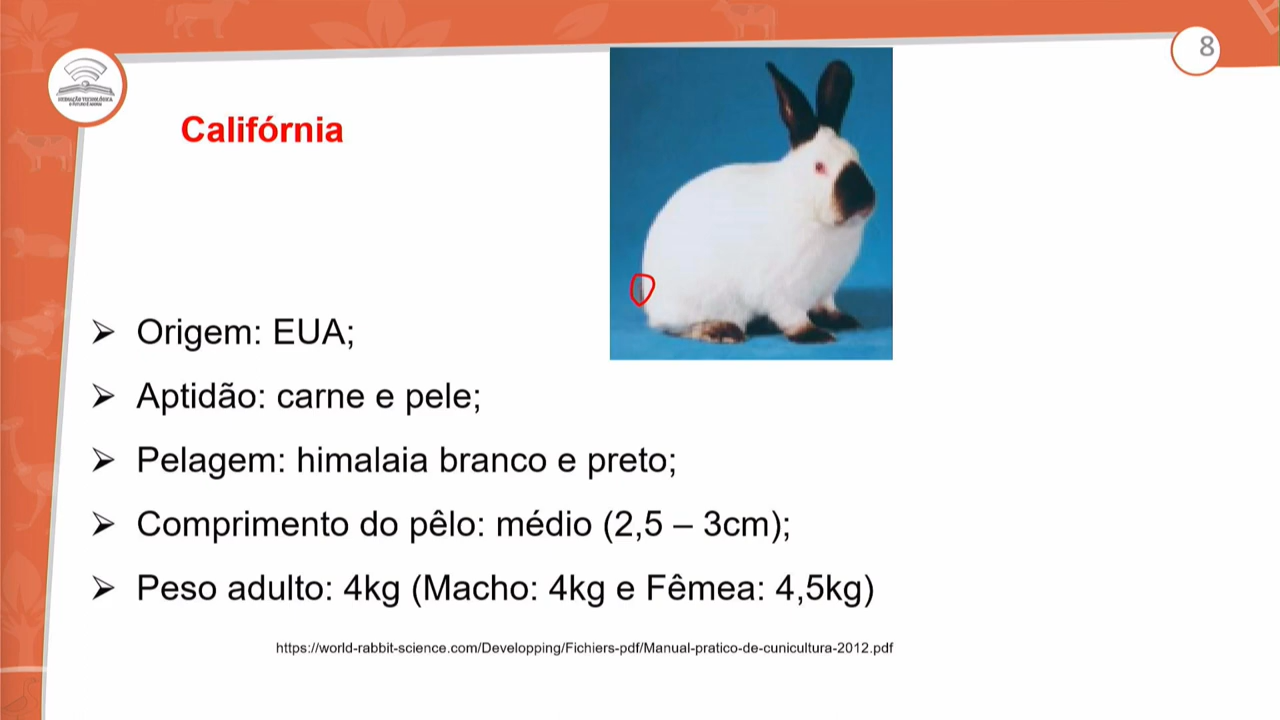 8
MEDIAÇÃO TECNOLÓGICA
Califórnia
Origem: EUA;
Aptidão: carne e pele;
Pelagem: himalaia branco e preto;
Comprimento do pêlo: médio (2,5 – 3cm);
Peso adulto: 4kg (Macho: 4kg e Fêmea: 4,5kg)
https://world-rabbit-science.com/Developping/Fichiers-pdf/Manual-pratico-de-cunicultura-2012.pdf